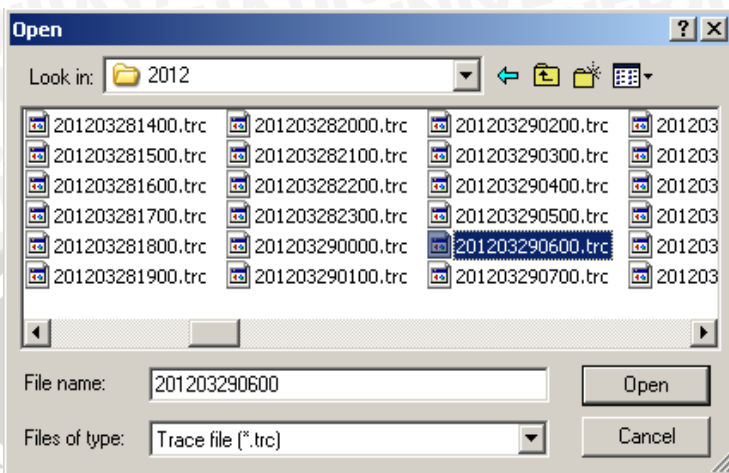 Open
Look in: 2012
201203281400.trc 201203282000.trc 201203290200.trc 201203
201203281500.trc 201203282100.trc 201203290300.trc 201203
201203281600.trc 201203282200.trc 201203290400.trc 201203
201203281700.trc 201203282300.trc 201203290500.trc 201203
201203281800.trc 201203290000.trc 201203290600.trc 201203
201203281900.trc 201203290100.trc 201203290700.trc 201203
File name: 201203290600 Open
Files of type: Trace file (*.trc) Cancel